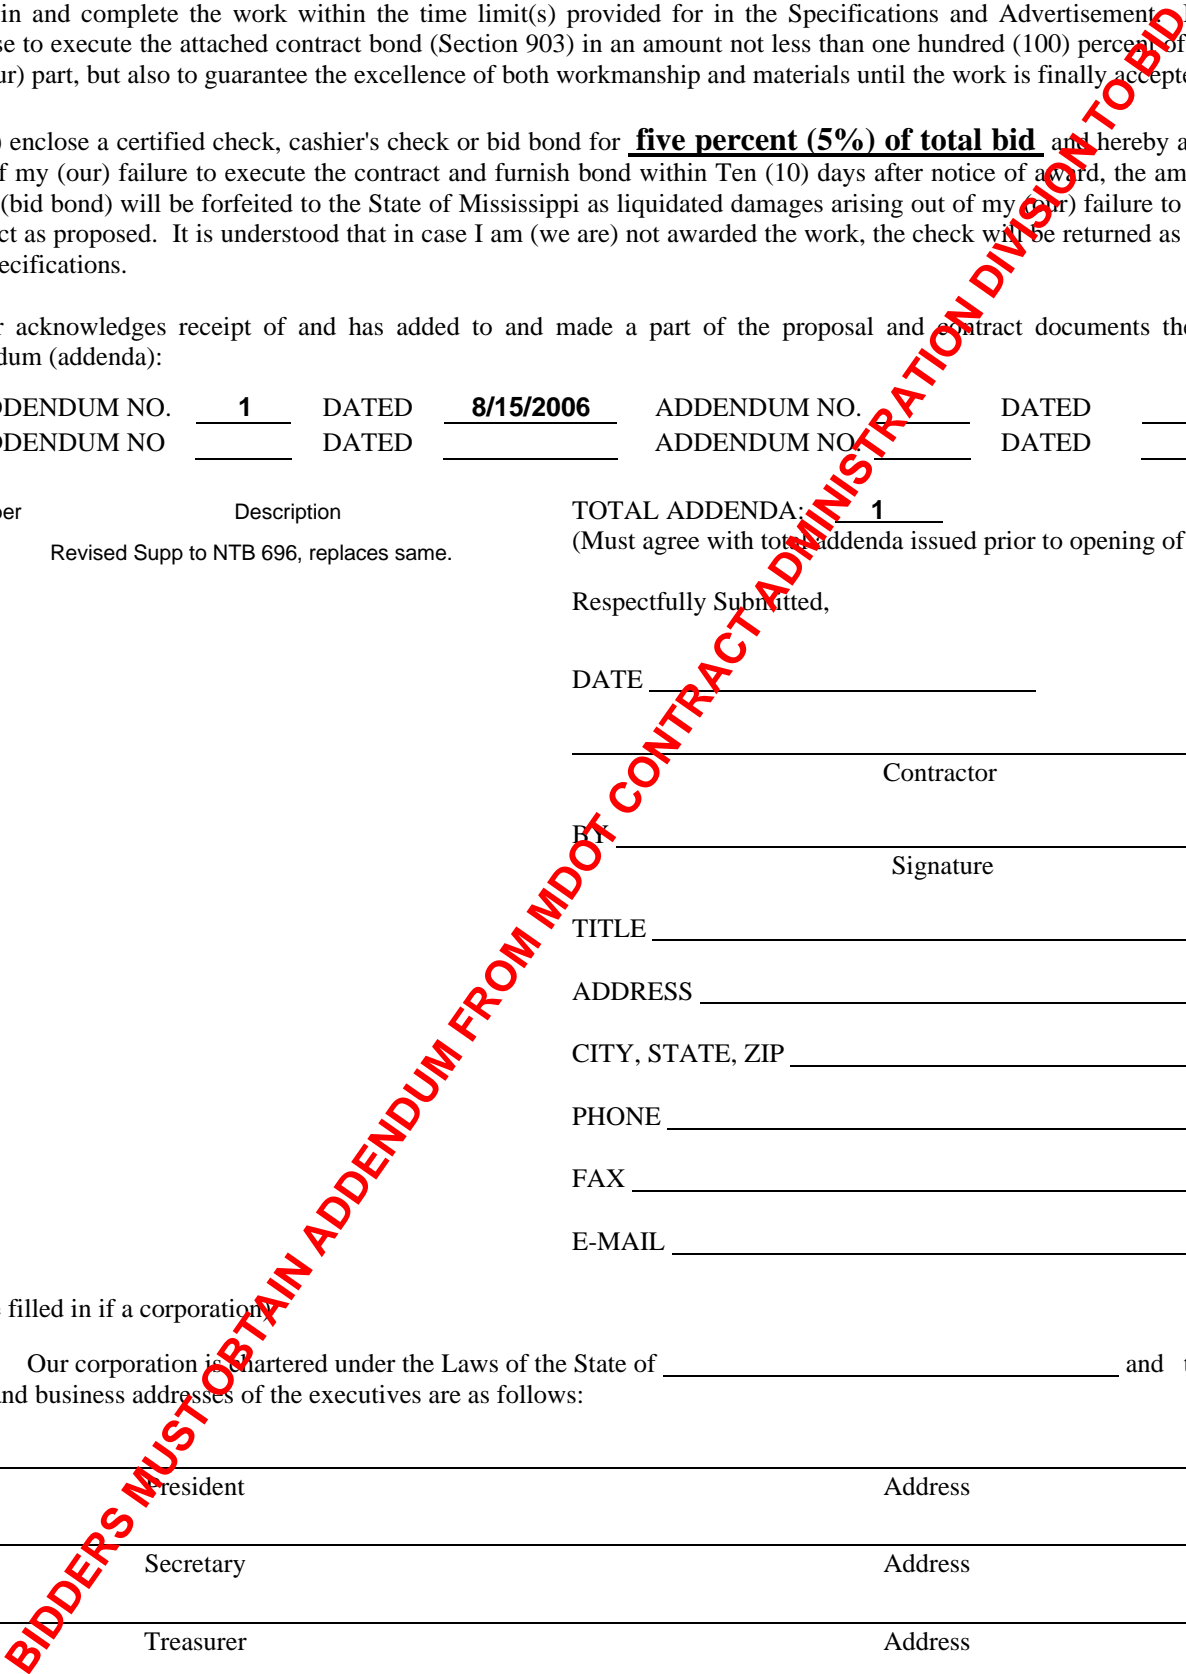 in and complete the work within the time limit(s) provided for in the Specifications and Advertisement.
se to execute the attached contract bond (Section 903) in an amount not less than one hundred (100) percent of
ur) part, but also to guarantee the excellence of both workmanship and materials until the work is finally accepte
) enclose a certified check, cashier's check or bid bond for five percent (5%) of total bid and hereby a
f my (our) failure to execute the contract and furnish bond within Ten (10) days after notice of award, the am
(bid bond) will be forfeited to the State of Mississippi as liquidated damages arising out of my (our) failure to
ct as proposed. It is understood that in case I am (we are) not awarded the work, the check will be returned as
ecifications.
r acknowledges receipt of and has added to and made a part of the proposal and contract documents the
dum (addenda):
DDENDUM NO. 1 DATED 8/15/2006 ADDENDUM NO. DATED
DDENDUM NO DATED ADDENDUM NO. DATED
ber Description TOTAL ADDENDA: 1
(Must agree with total addenda issued prior to opening of
Revised Supp to NTB 696, replaces same.
Respectfully Submitted,
DATE
Contractor
BY
Signature
TITLE
ADDRESS
CITY, STATE, ZIP
PHONE
FAX
E-MAIL
filled in if a corporation)
Our corporation is chartered under the Laws of the State of and t
and business addresses of the executives are as follows:
President Address
Secretary Address
Treasurer Address
BIDDERS MUST OBTAIN ADDENDUM FROM MDOT CONTRACT ADMINISTRATION DIVISION TO BID